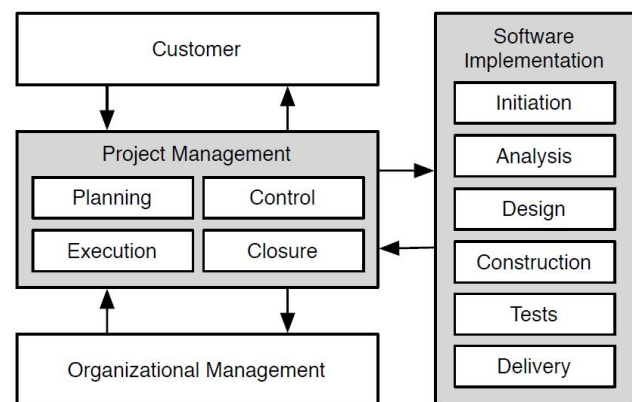 Customer
Project Management
Planning
Control
Execution
Closure
Organizational Management
Software
Implementation
Initiation
Analysis
Design
Construction
Tests
Delivery